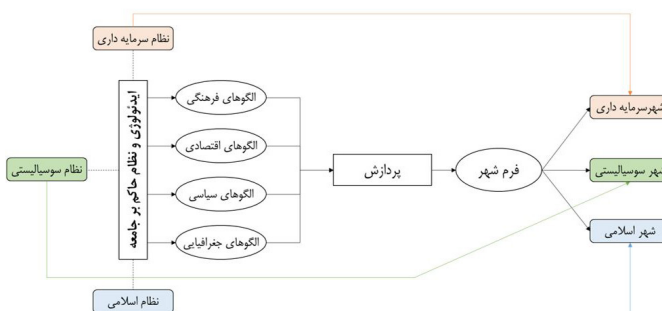 نظام سرمایه داری
ایدئولوژی و نظام حاکم بر جامعه
الگوهای فرهنگی
شهرسرمایه داری
الگوهای اقتصادی
نظام سوسیالیستی
پردازش
فرم شهر
شهر سوسیالیستی
الگوهای سیاسی
شهر اسلامی
الگوهای جغرافیایی
نظام اسلامی